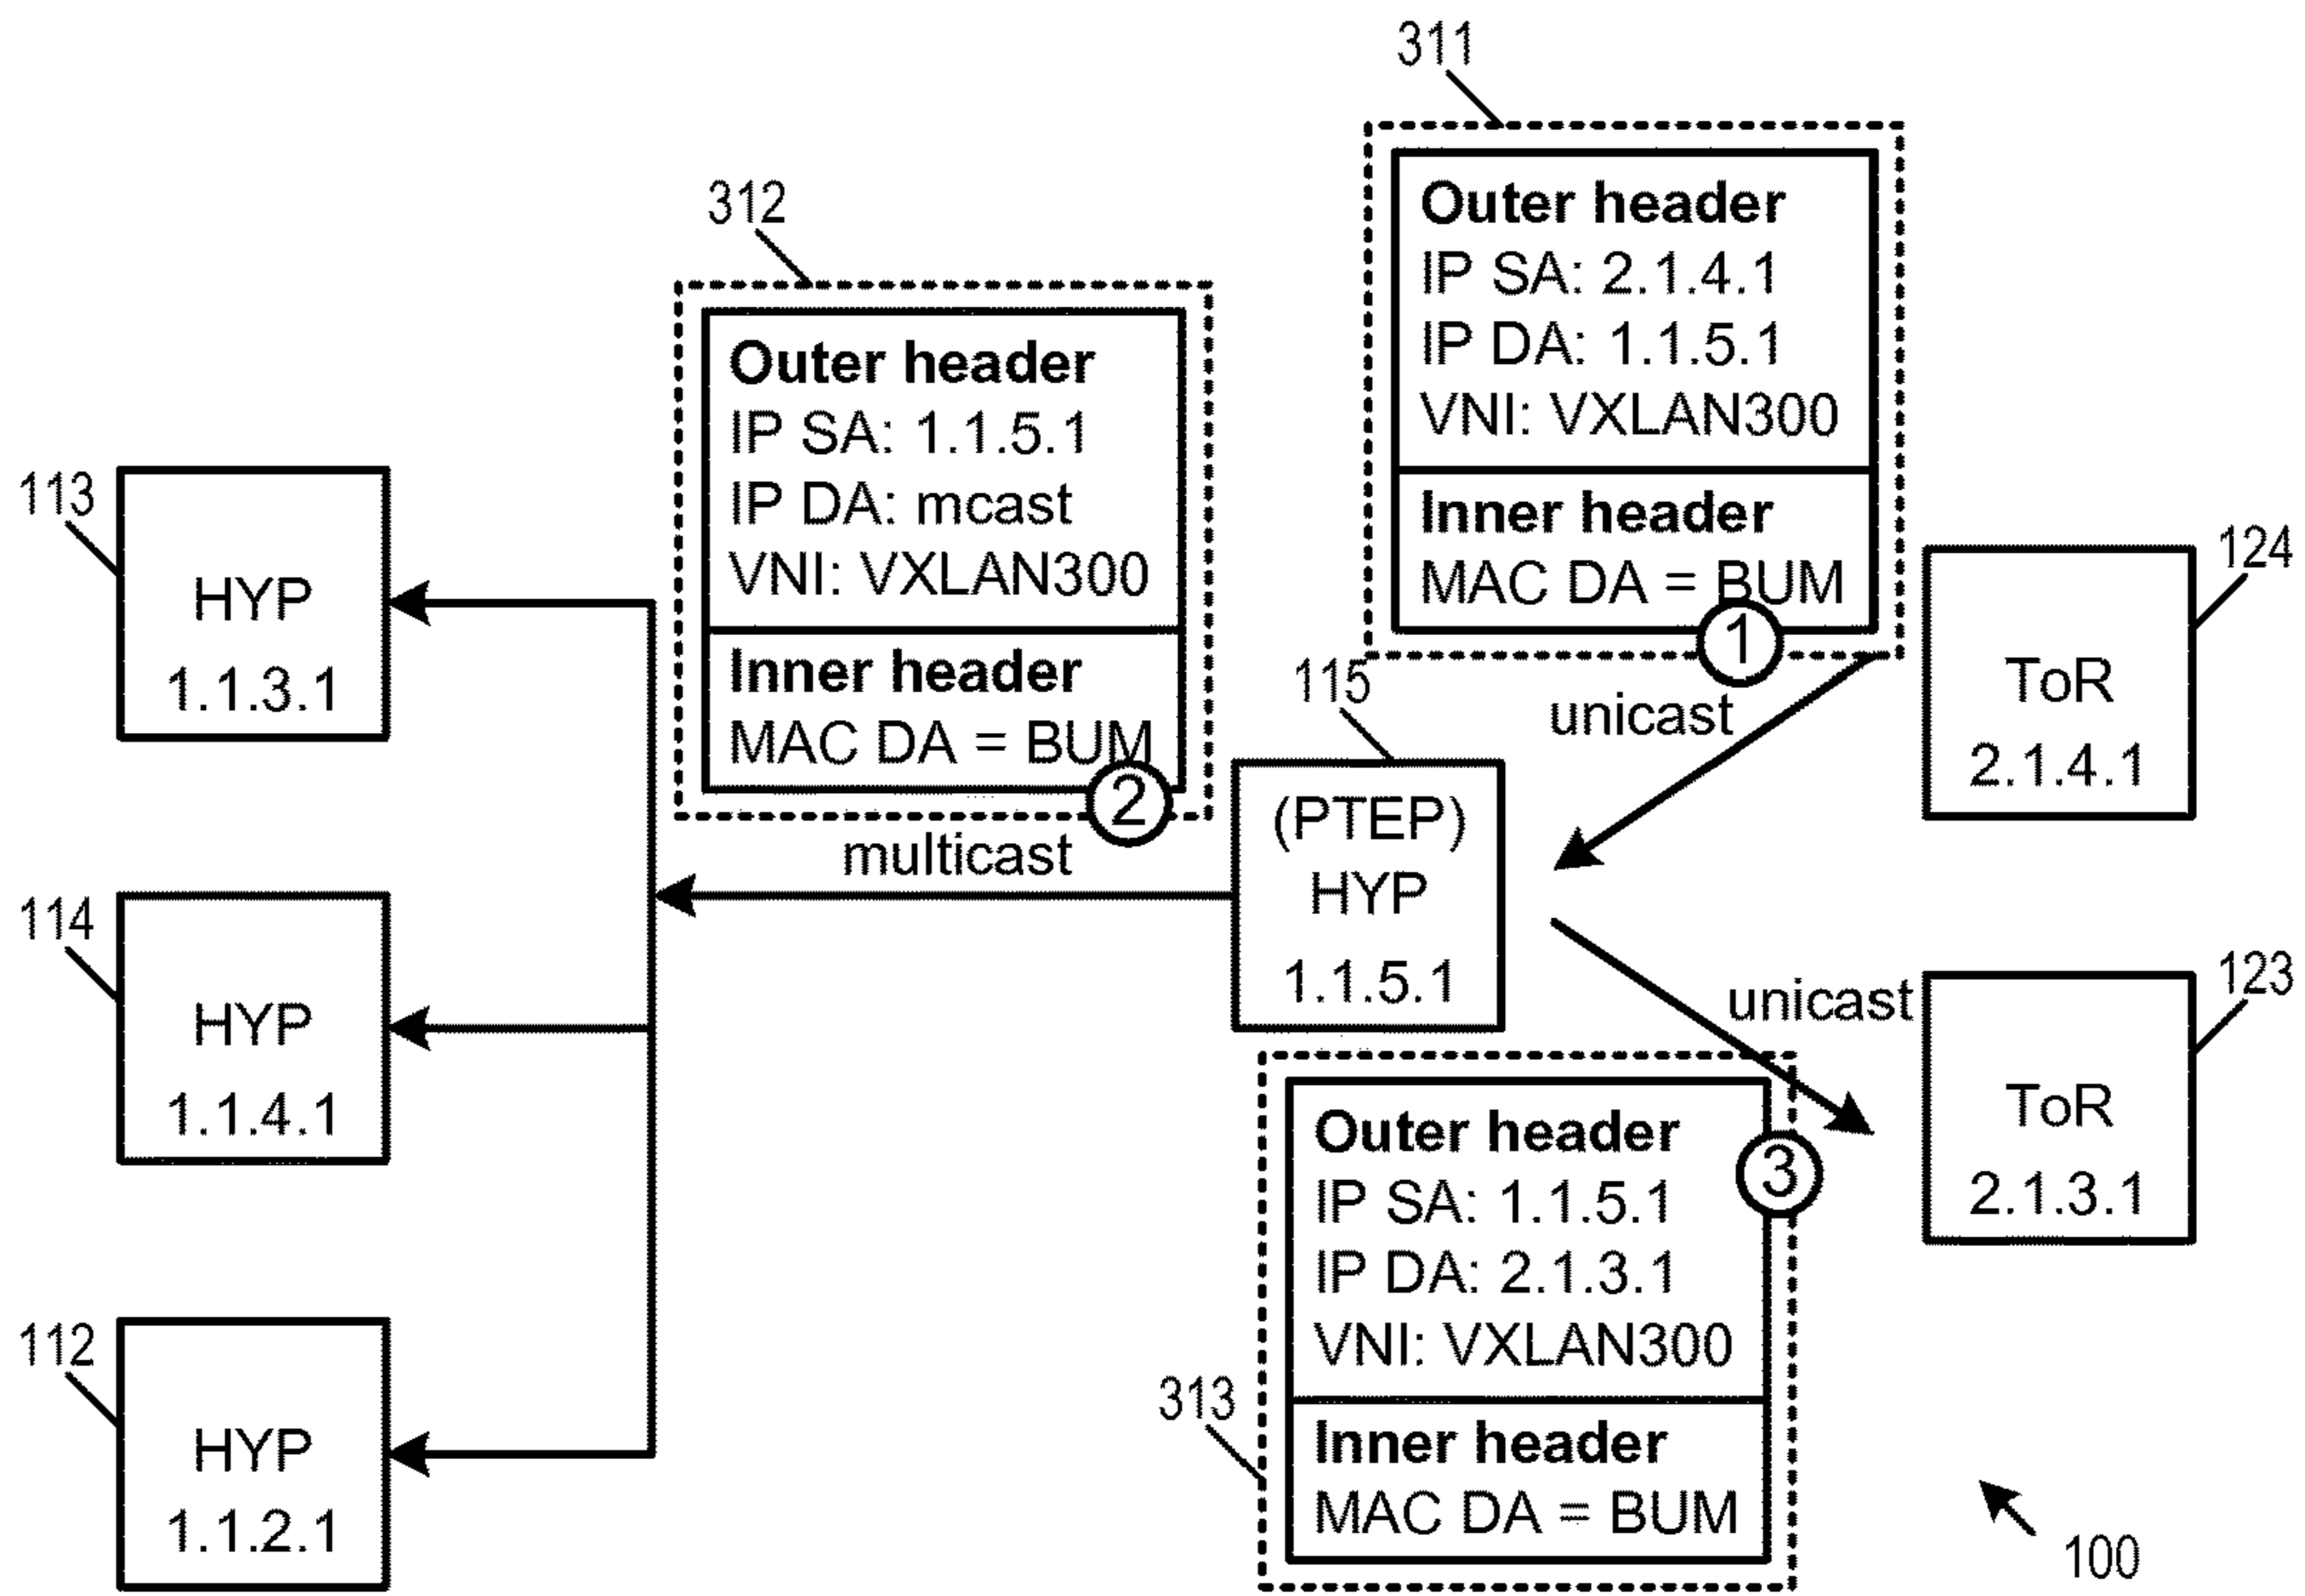 311
Outer header
IP SA: 2.1.4.1
IP DA: 1.1.5.1
VNI: VXLAN300
Inner header
MAC DA = BUM
1
unicast
312
Outer header
IP SA: 1.1.5.1
IP DA: mcast
VNI: VXLAN300
Inner header
MAC DA = BUM
2
multicast
113
HYP
1.1.3.1
114
HYP
1.1.4.1
112
HYP
1.1.2.1
115
(PTEP)
HYP
1.1.5.1
124
ToR
2.1.4.1
123
ToR
2.1.3.1
unicast
3
313
Outer header
IP SA: 1.1.5.1
IP DA: 2.1.3.1
VNI: VXLAN300
Inner header
MAC DA = BUM
100